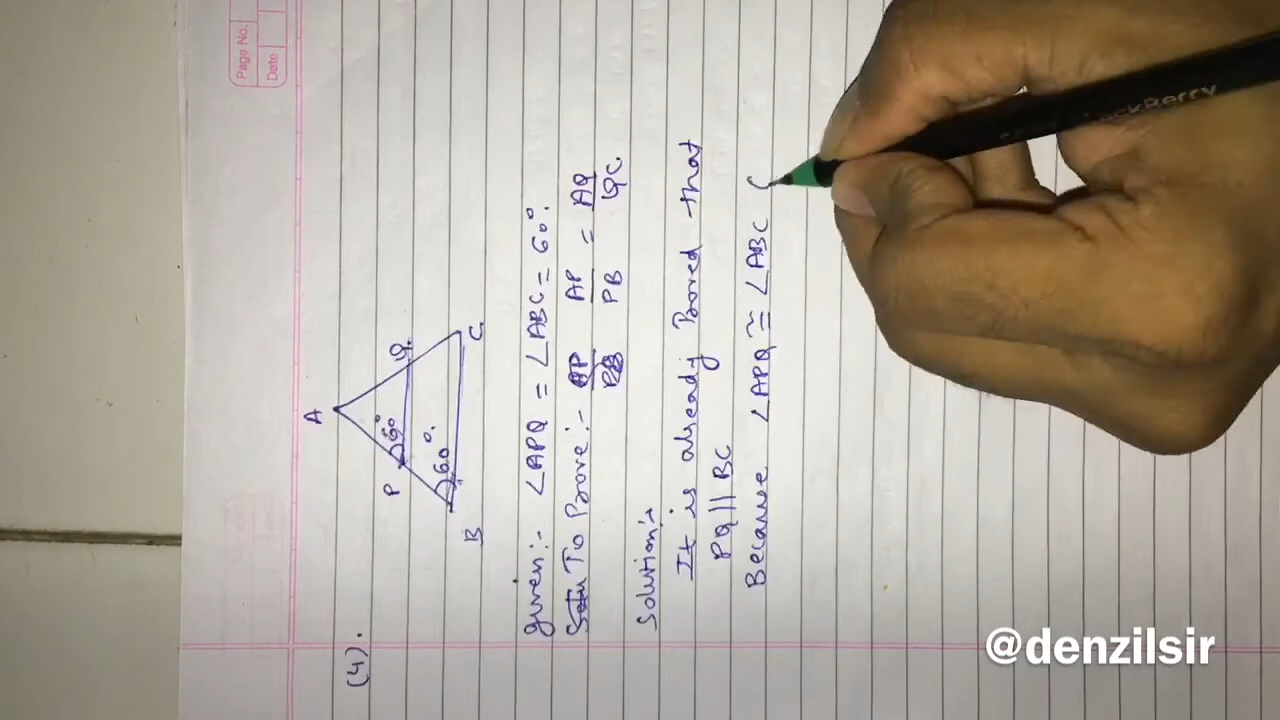 Page No.
Date
(4).
A
P
Q
60°
60°.
B
C
given:- ∠APQ = ∠ABC = 60°.
To Prove:- AP/PB = AQ/QC.
Solution:-
It is already Proved that
PQ || BC
Because ∠APQ ≅ ∠ABC (
BlackBerry
@denzilsir